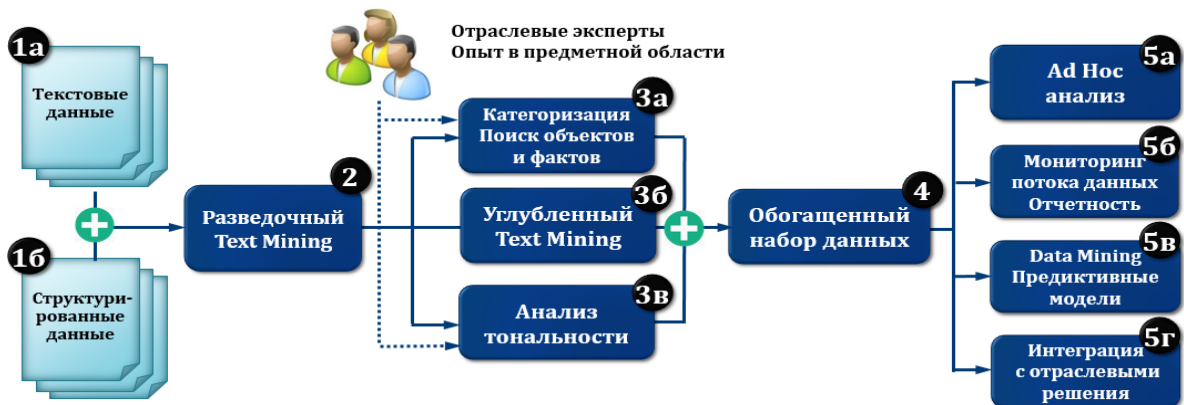 1а
Текстовые
данные
1б
Структури-
рованные
данные
2
Разведочный
Text Mining
Отраслевые эксперты
Опыт в предметной области
3а
Категоризация
Поиск объектов
и фактов
3б
Углубленный
Text Mining
3в
Анализ
тональности
4
Обогащенный
набор данных
5а
Ad Hoc
анализ
5б
Мониторинг
потока данных
Отчетность
5в
Data Mining
Предиктивные
модели
5г
Интеграция
с отраслевыми
решения